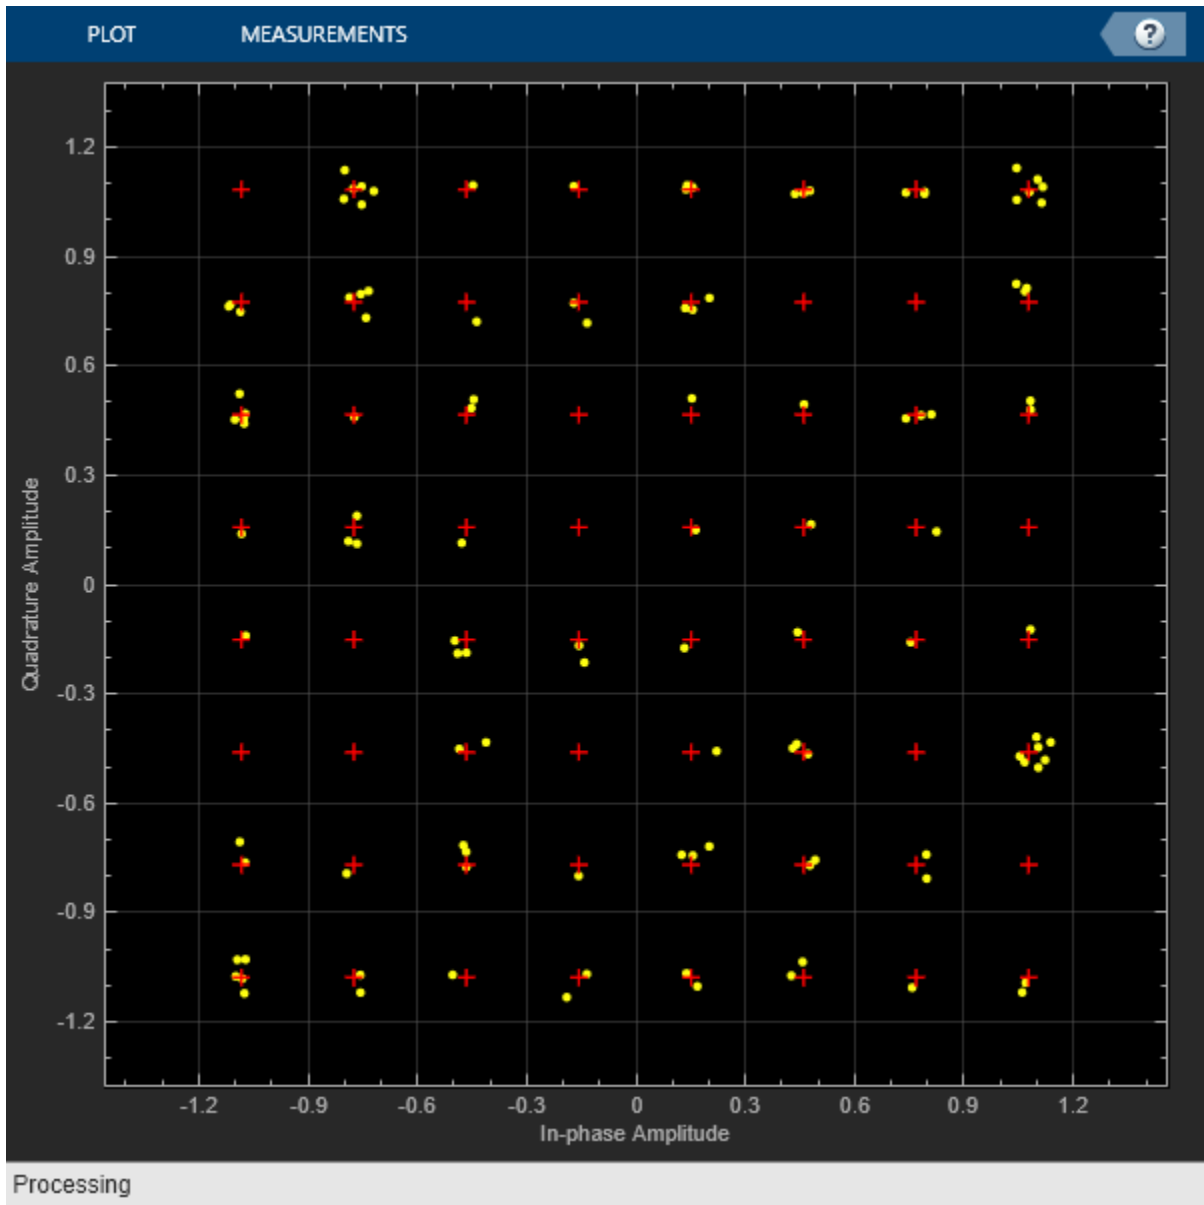 PLOT MEASUREMENTS ?
1.2
0.9
0.6
0.3
0
-0.3
-0.6
-0.9
-1.2
Quadrature Amplitude
-1.2 -0.9 -0.6 -0.3 0 0.3 0.6 0.9 1.2
In-phase Amplitude
Processing